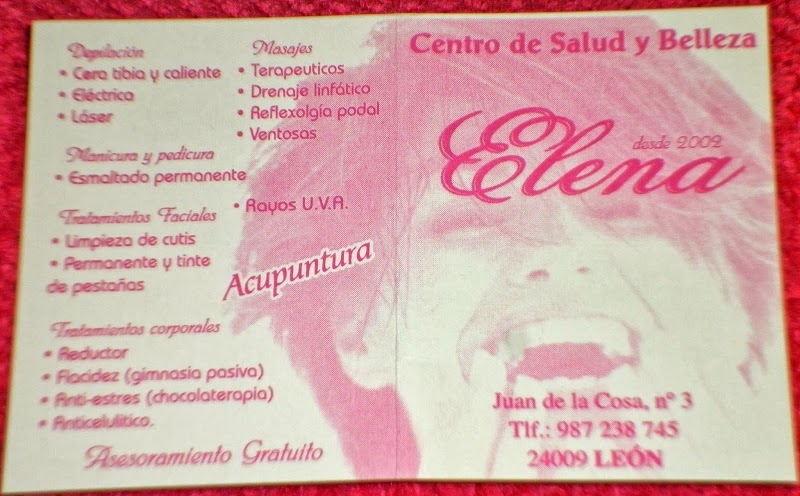 Depilación
• Cera tibia y caliente
• Eléctrica
• Láser
Manicura y pedicura
• Esmaltado permanente
Tratamientos Faciales
• Limpieza de cutis
• Permanente y tinte
de pestañas
Tratamientos corporales
• Reductor
• Flacidez (gimnasia pasiva)
• Anti-estres (chocolaterapia)
• Anticelulitico.
Asesoramiento Gratuito
Masajes
• Terapeuticos
• Drenaje linfático
• Reflexolgía podal
• Ventosas
• Rayos U.V.A.
Acupuntura
Centro de Salud y Belleza
desde 2002
Elena
Juan de la Cosa, nº 3
Tlf.: 987 238 745
24009 LEÓN